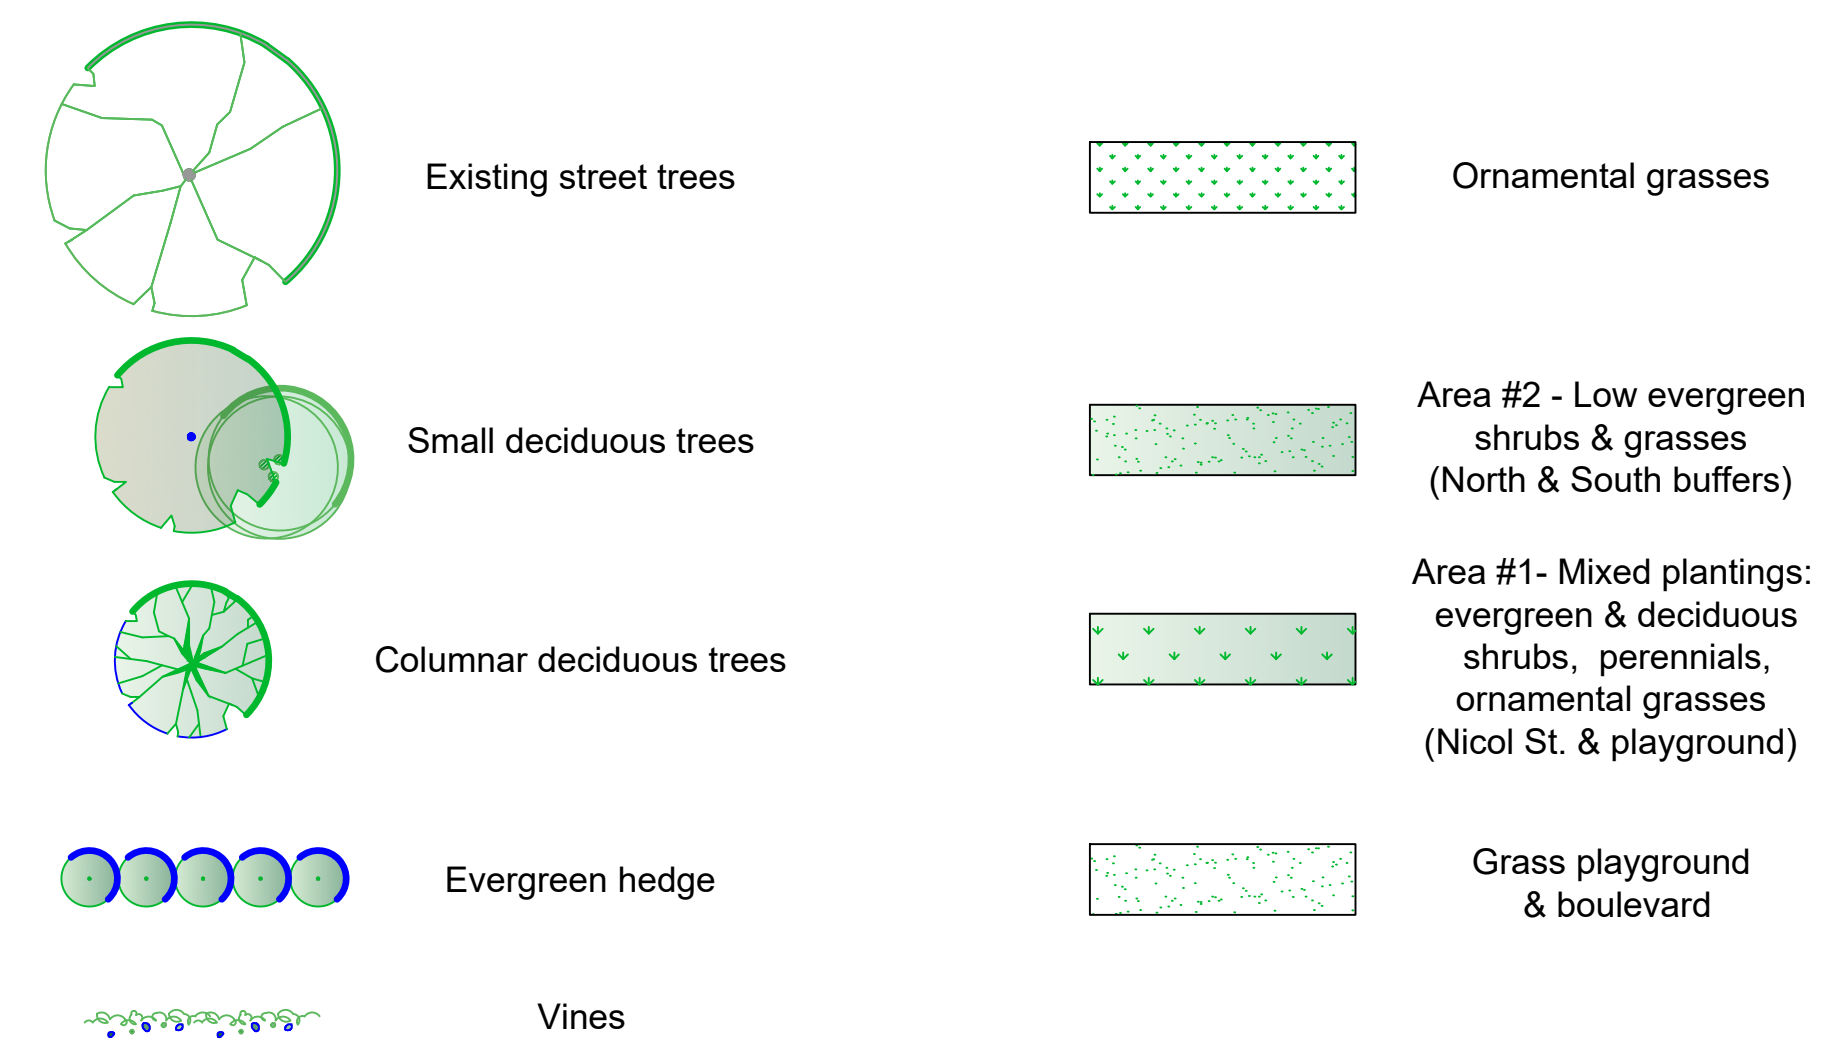 Existing street trees
Small deciduous trees
Columnar deciduous trees
Evergreen hedge
Vines
Ornamental grasses
Area #2 - Low evergreen
shrubs & grasses
(North & South buffers)
Area #1- Mixed plantings:
evergreen & deciduous
shrubs,  perennials,
ornamental grasses
(Nicol St. & playground)
Grass playground
& boulevard